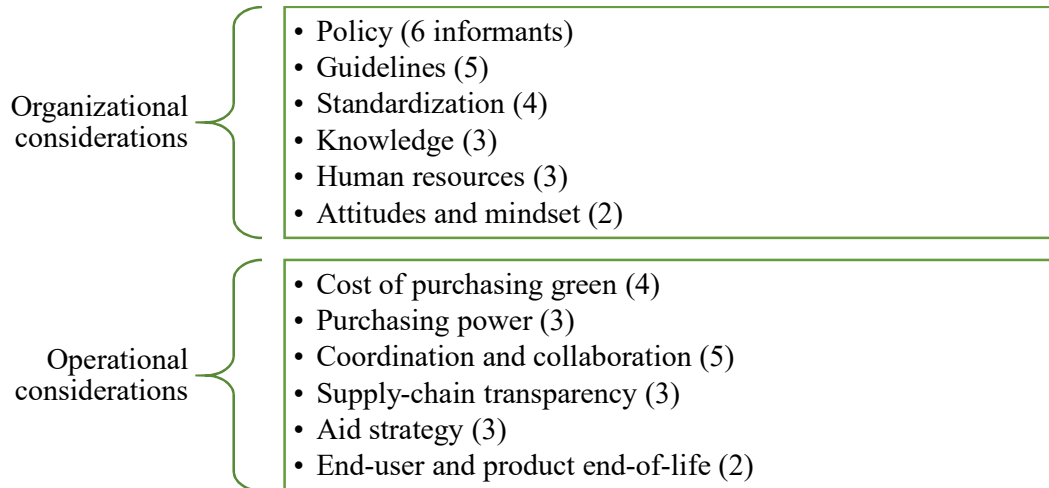 Organizational
considerations
• Policy (6 informants)
• Guidelines (5)
• Standardization (4)
• Knowledge (3)
• Human resources (3)
• Attitudes and mindset (2)
Operational
considerations
• Cost of purchasing green (4)
• Purchasing power (3)
• Coordination and collaboration (5)
• Supply-chain transparency (3)
• Aid strategy (3)
• End-user and product end-of-life (2)